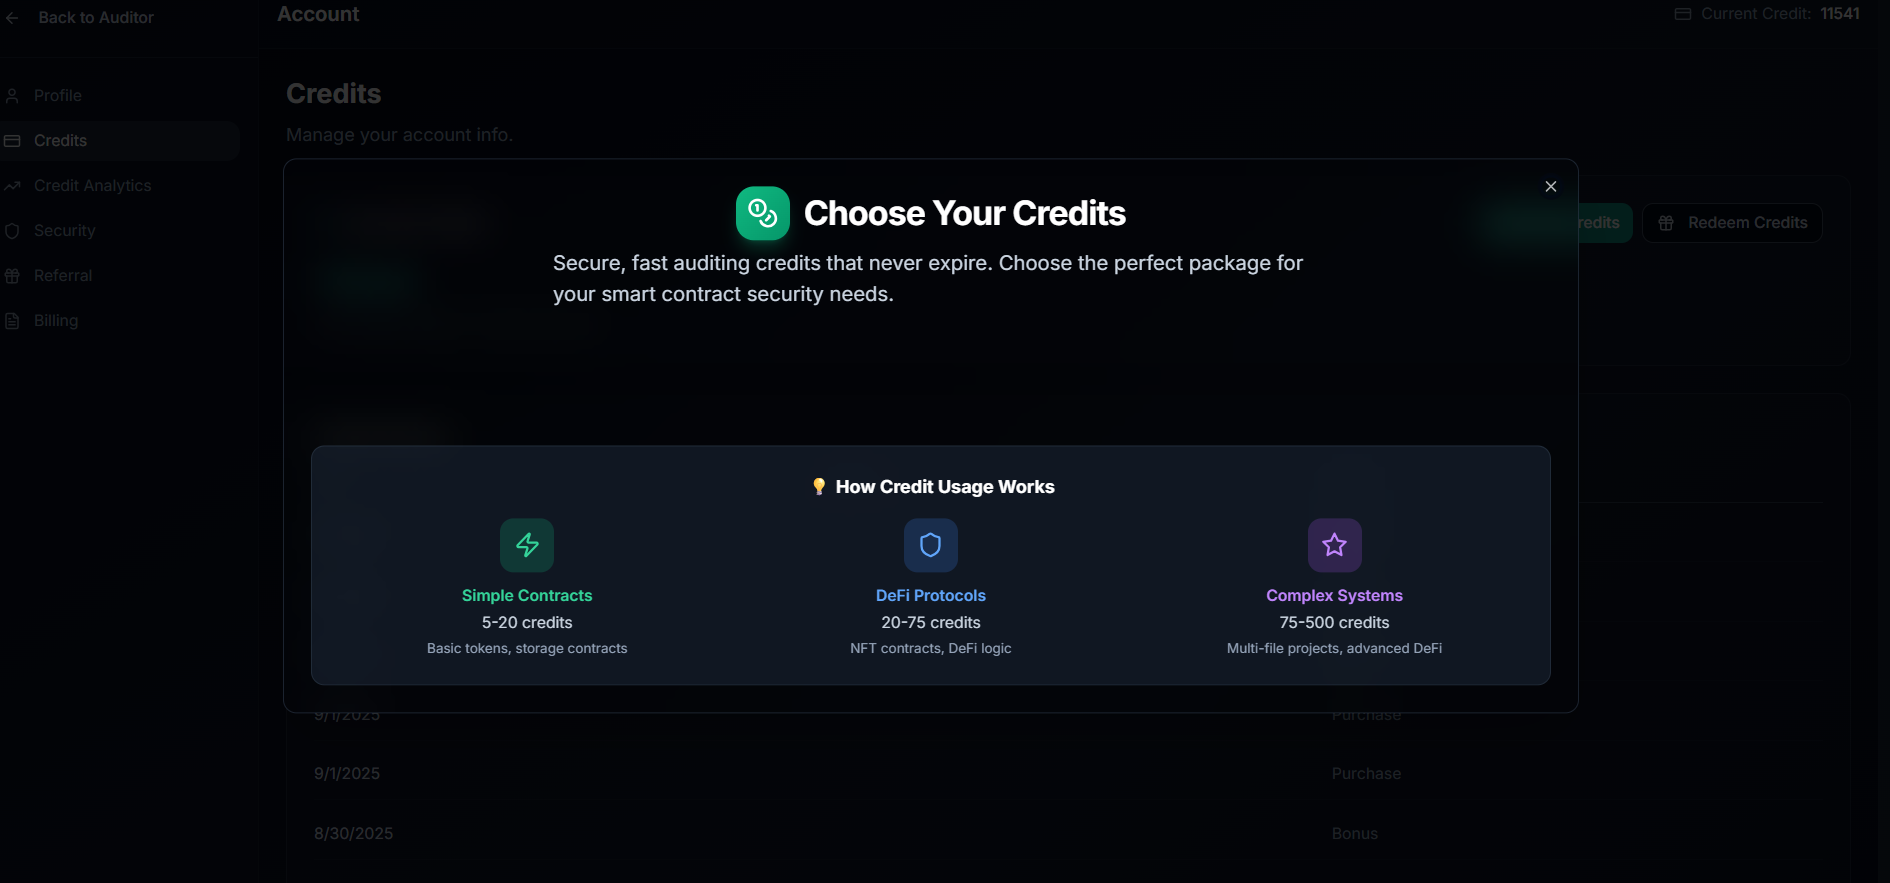 Back to Auditor
Account
Current Credit: 11541
Profile
Credits
Credit Analytics
Security
Referral
Billing
Credits
Manage your account info.
redits
Redeem Credits
Choose Your Credits
Secure, fast auditing credits that never expire. Choose the perfect package for
your smart contract security needs.
💡 How Credit Usage Works
Simple Contracts
5-20 credits
Basic tokens, storage contracts
DeFi Protocols
20-75 credits
NFT contracts, DeFi logic
Complex Systems
75-500 credits
Multi-file projects, advanced DeFi
9/1/2025 Purchase
9/1/2025 Purchase
8/30/2025 Bonus